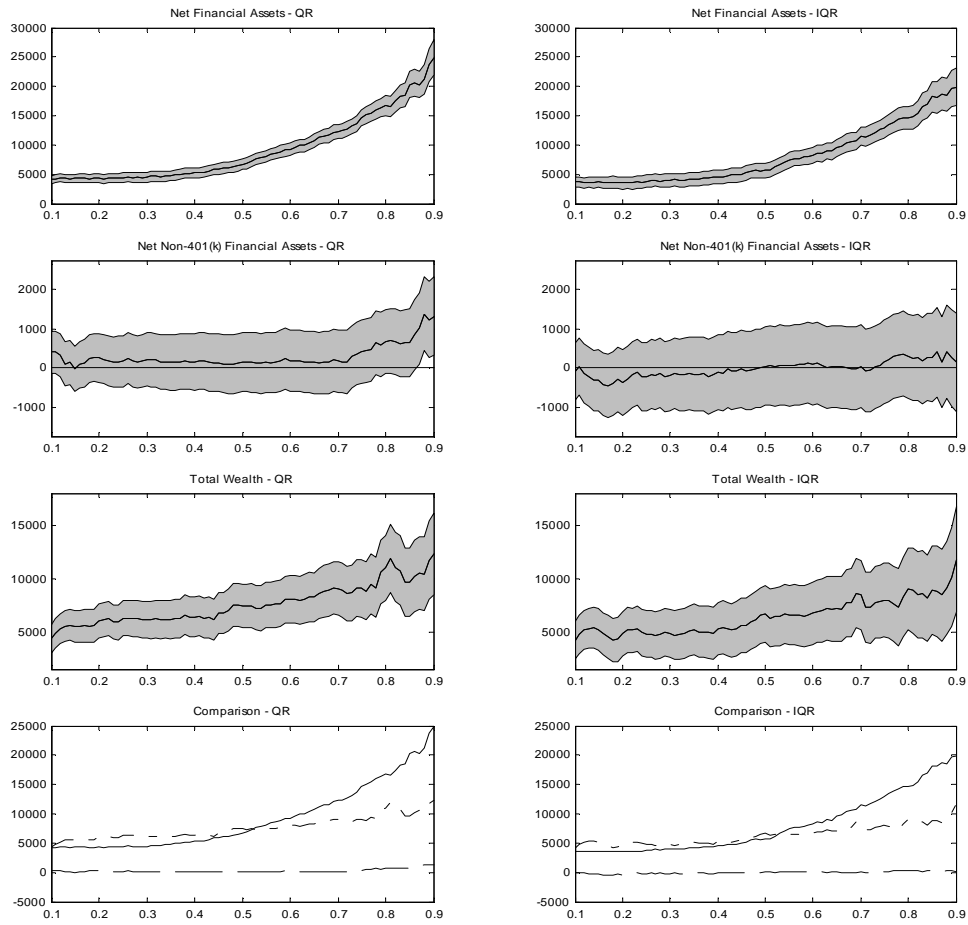 Net Financial Assets - QR
30000
25000
20000
15000
10000
5000
0
0.1 0.2 0.3 0.4 0.5 0.6 0.7 0.8 0.9
Net Financial Assets - IQR
30000
25000
20000
15000
10000
5000
0
0.1 0.2 0.3 0.4 0.5 0.6 0.7 0.8 0.9
Net Non-401(k) Financial Assets - QR
2000
1000
0
-1000
0.1 0.2 0.3 0.4 0.5 0.6 0.7 0.8 0.9
Net Non-401(k) Financial Assets - IQR
2000
1000
0
-1000
0.1 0.2 0.3 0.4 0.5 0.6 0.7 0.8 0.9
Total Wealth - QR
15000
10000
5000
0.1 0.2 0.3 0.4 0.5 0.6 0.7 0.8 0.9
Total Wealth - IQR
15000
10000
5000
0.1 0.2 0.3 0.4 0.5 0.6 0.7 0.8 0.9
Comparison - QR
25000
20000
15000
10000
5000
0
-5000
0.1 0.2 0.3 0.4 0.5 0.6 0.7 0.8 0.9
Comparison - IQR
25000
20000
15000
10000
5000
0
-5000
0.1 0.2 0.3 0.4 0.5 0.6 0.7 0.8 0.9